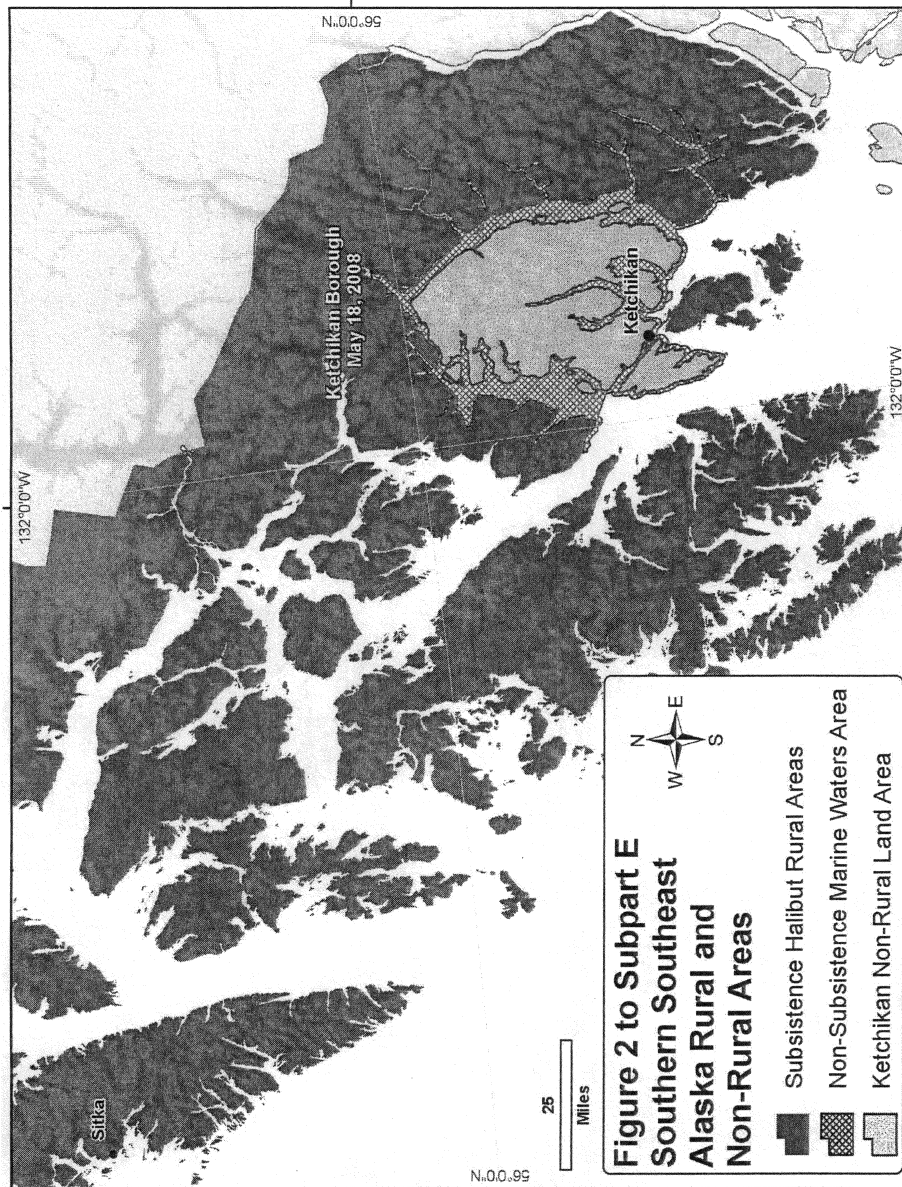 132°0'0"W
56°0'0"N
Ketchikan Borough
May 18, 2008
Ketchikan
Sitka
132°0'0"W
56°0'0"N
25
Miles
Figure 2 to Subpart E
Southern Southeast
Alaska Rural and
Non-Rural Areas
N
W
E
S
Subsistence Halibut Rural Areas
Non-Subsistence Marine Waters Area
Ketchikan Non-Rural Land Area